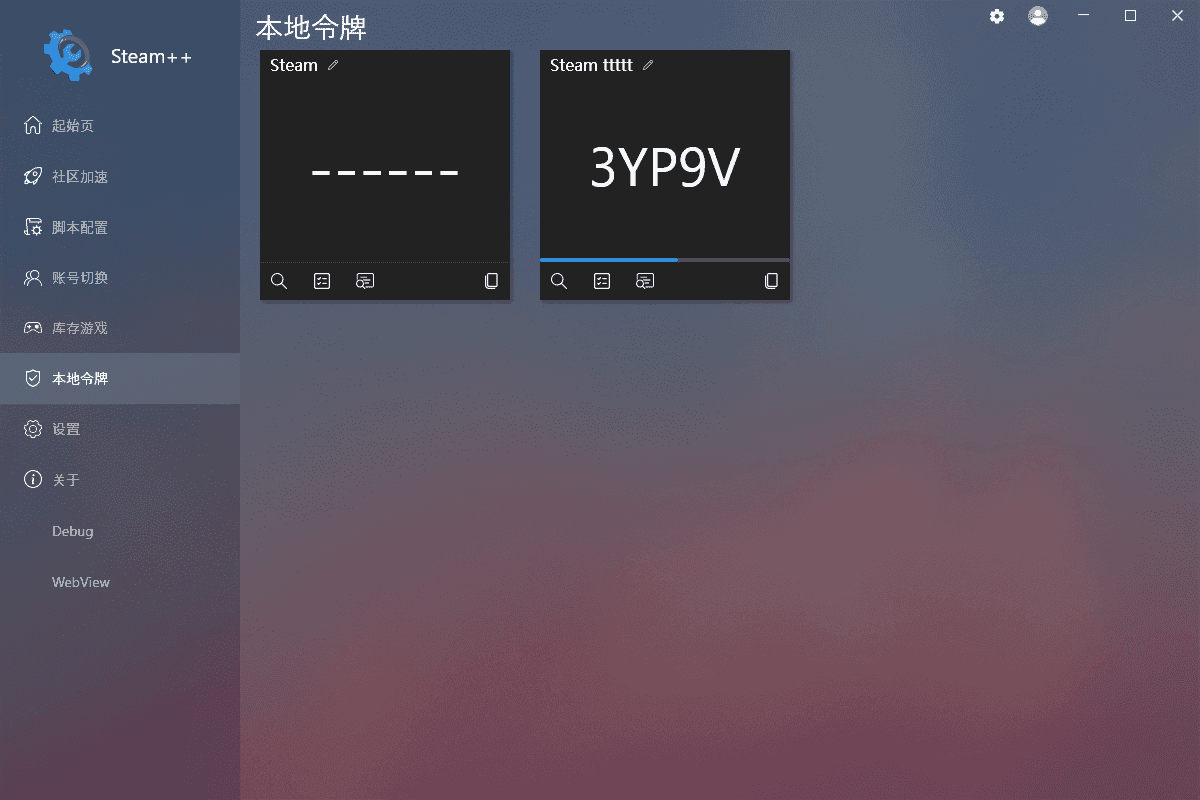 Steam++
起始页
社区加速
脚本配置
账号切换
库存游戏
本地令牌
设置
关于
Debug
WebView
本地令牌
Steam
------
Steam ttttt
3YP9V